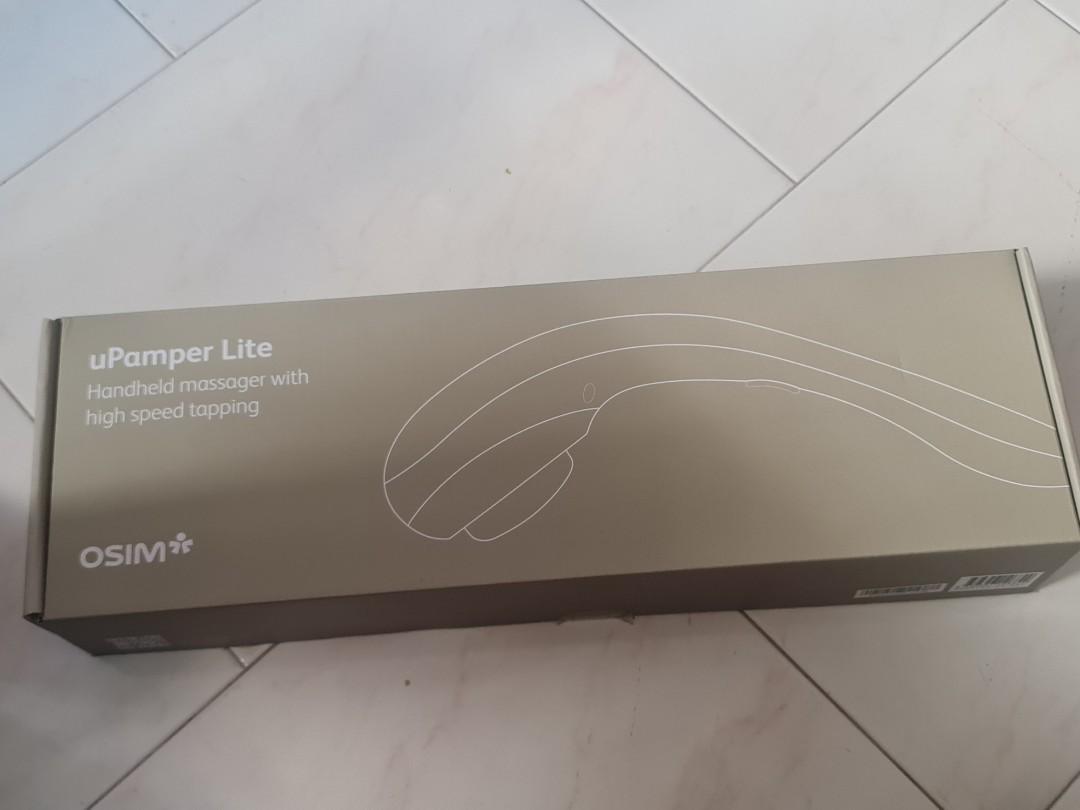 uPamper Lite
Handheld massager with
high speed tapping
OSIM